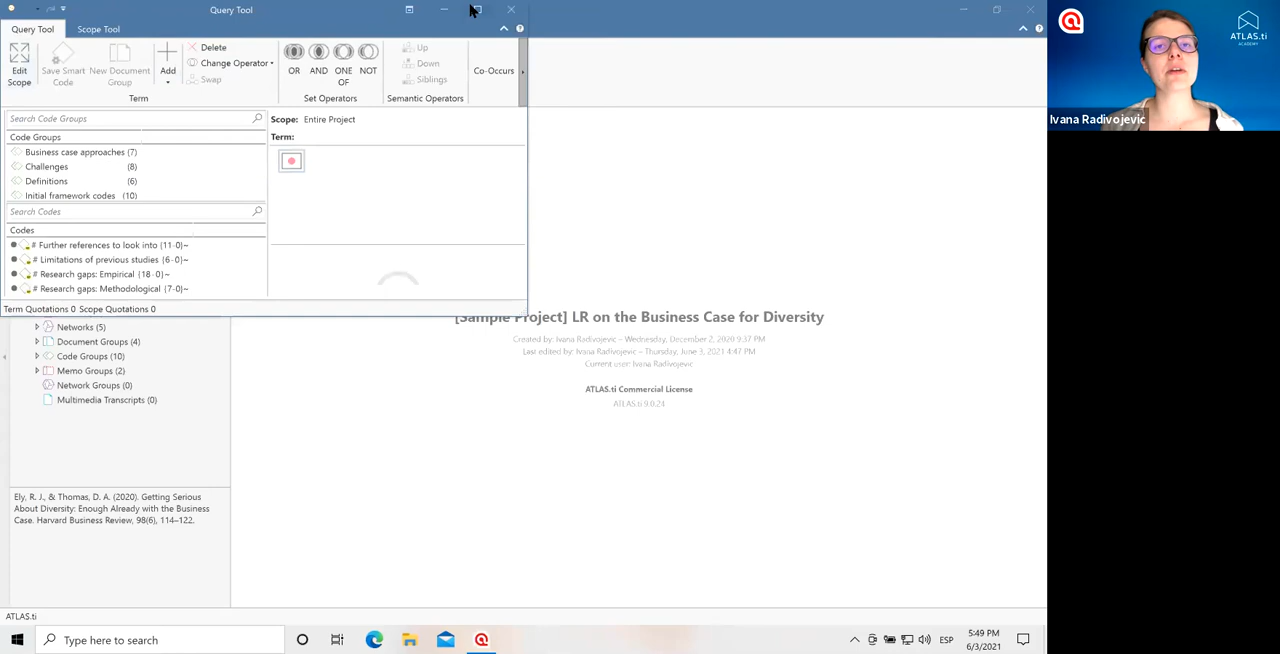 Query Tool
Query Tool Scope Tool
Edit Scope
Save Smart Code
New Document Group
Add
Delete
Change Operator
Swap
Term
OR AND ONE OF NOT
Set Operators
Up
Down
Siblings
Semantic Operators
Co-Occurs
Search Code Groups
Code Groups
Business case approaches (7)
Challenges (8)
Definitions (6)
Initial framework codes (10)
Search Codes
Codes
# Further references to look into {11-0}~
# Limitations of previous studies {6-0}~
# Research gaps: Empirical {18-0}~
# Research gaps: Methodological {7-0}~
Scope: Entire Project
Term:
Term Quotations 0 Scope Quotations 0
Networks (5)
Document Groups (4)
Code Groups (10)
Memo Groups (2)
Network Groups (0)
Multimedia Transcripts (0)
Ely, R. J., & Thomas, D. A. (2020). Getting Serious
About Diversity: Enough Already with the Business
Case. Harvard Business Review, 98(6), 114–122.
[Sample Project] LR on the Business Case for Diversity
Created by: Ivana Radivojevic – Wednesday, December 2, 2020 9:37 PM
Last edited by: Ivana Radivojevic – Thursday, June 3, 2021 4:47 PM
Current user: Ivana Radivojevic
ATLAS.ti Commercial License
ATLAS.ti 9.0.24
ATLAS.ti
Type here to search
ESP
5:49 PM
6/3/2021
ATLAS.ti
ACADEMY
Ivana Radivojevic